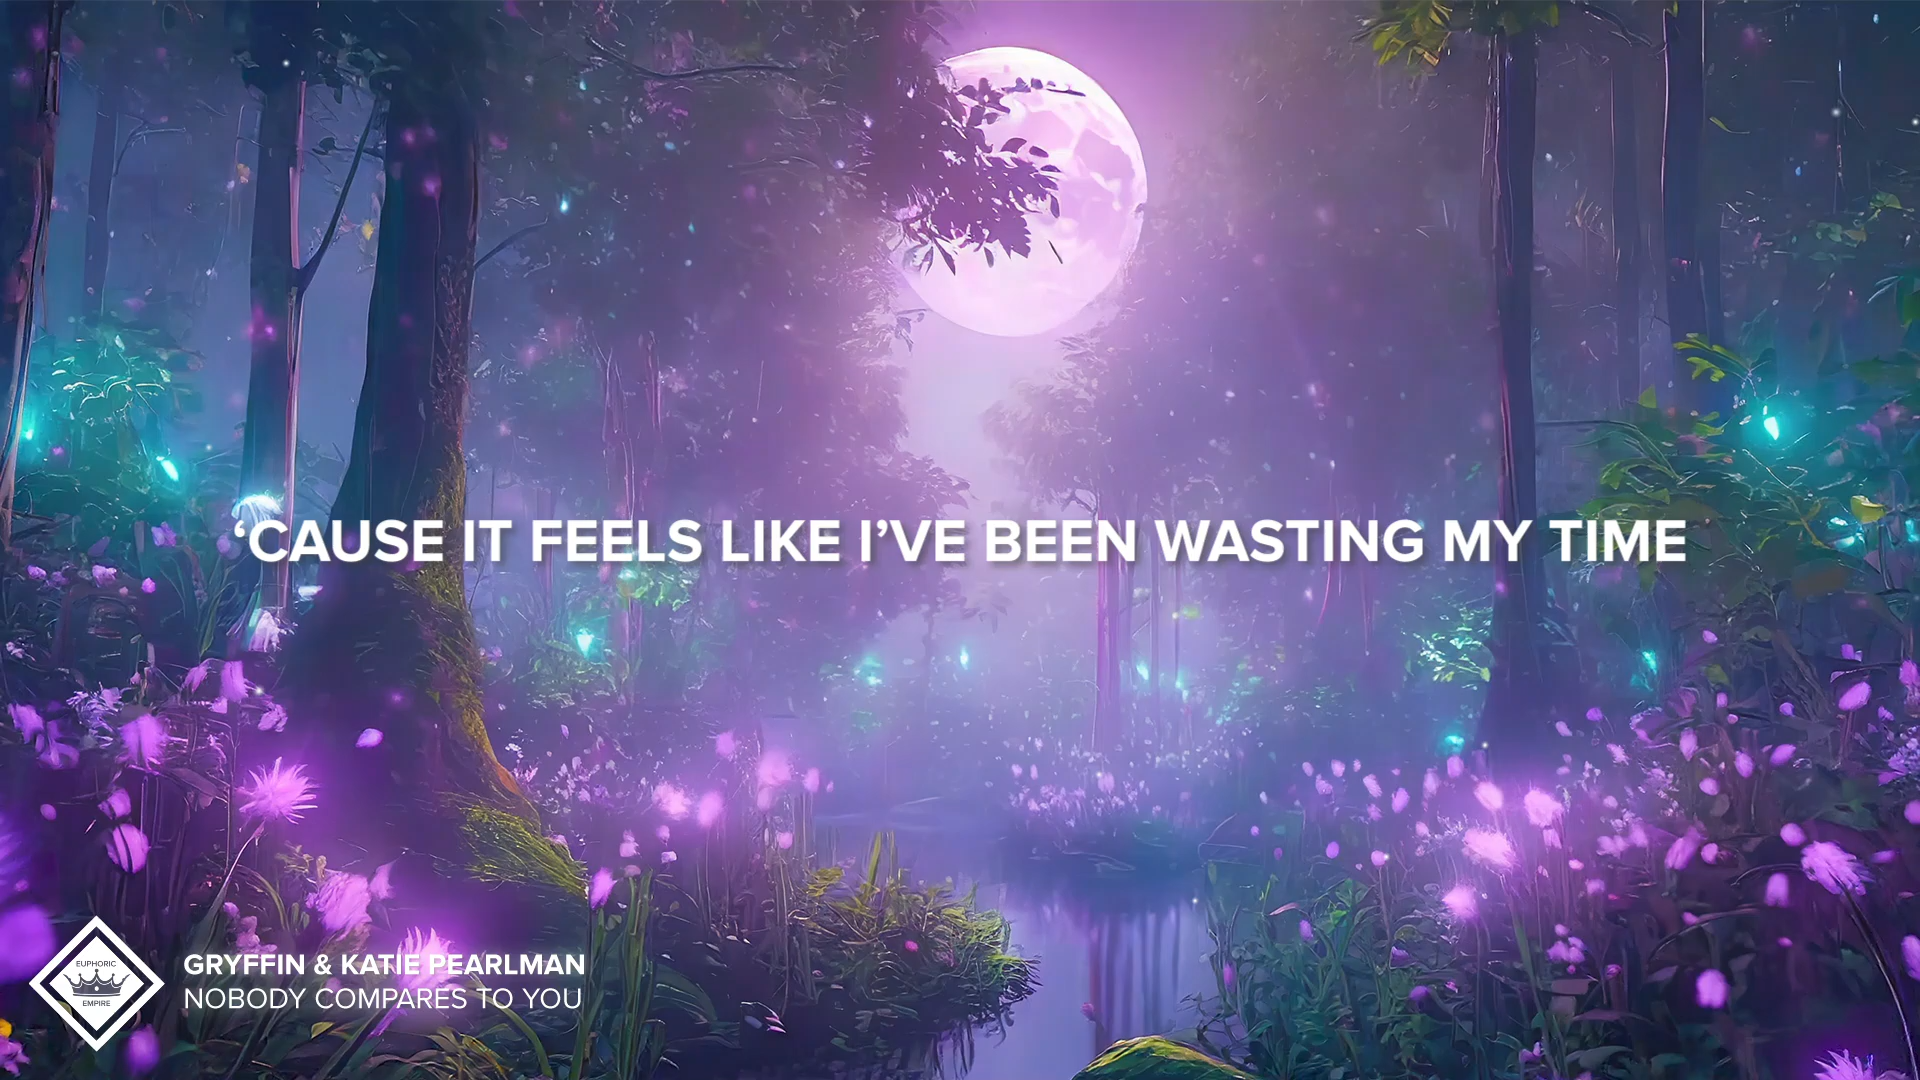 ‘CAUSE IT FEELS LIKE I’VE BEEN WASTING MY TIME
EUPHORIC
EMPIRE
GRYFFIN & KATIE PEARLMAN
NOBODY COMPARES TO YOU